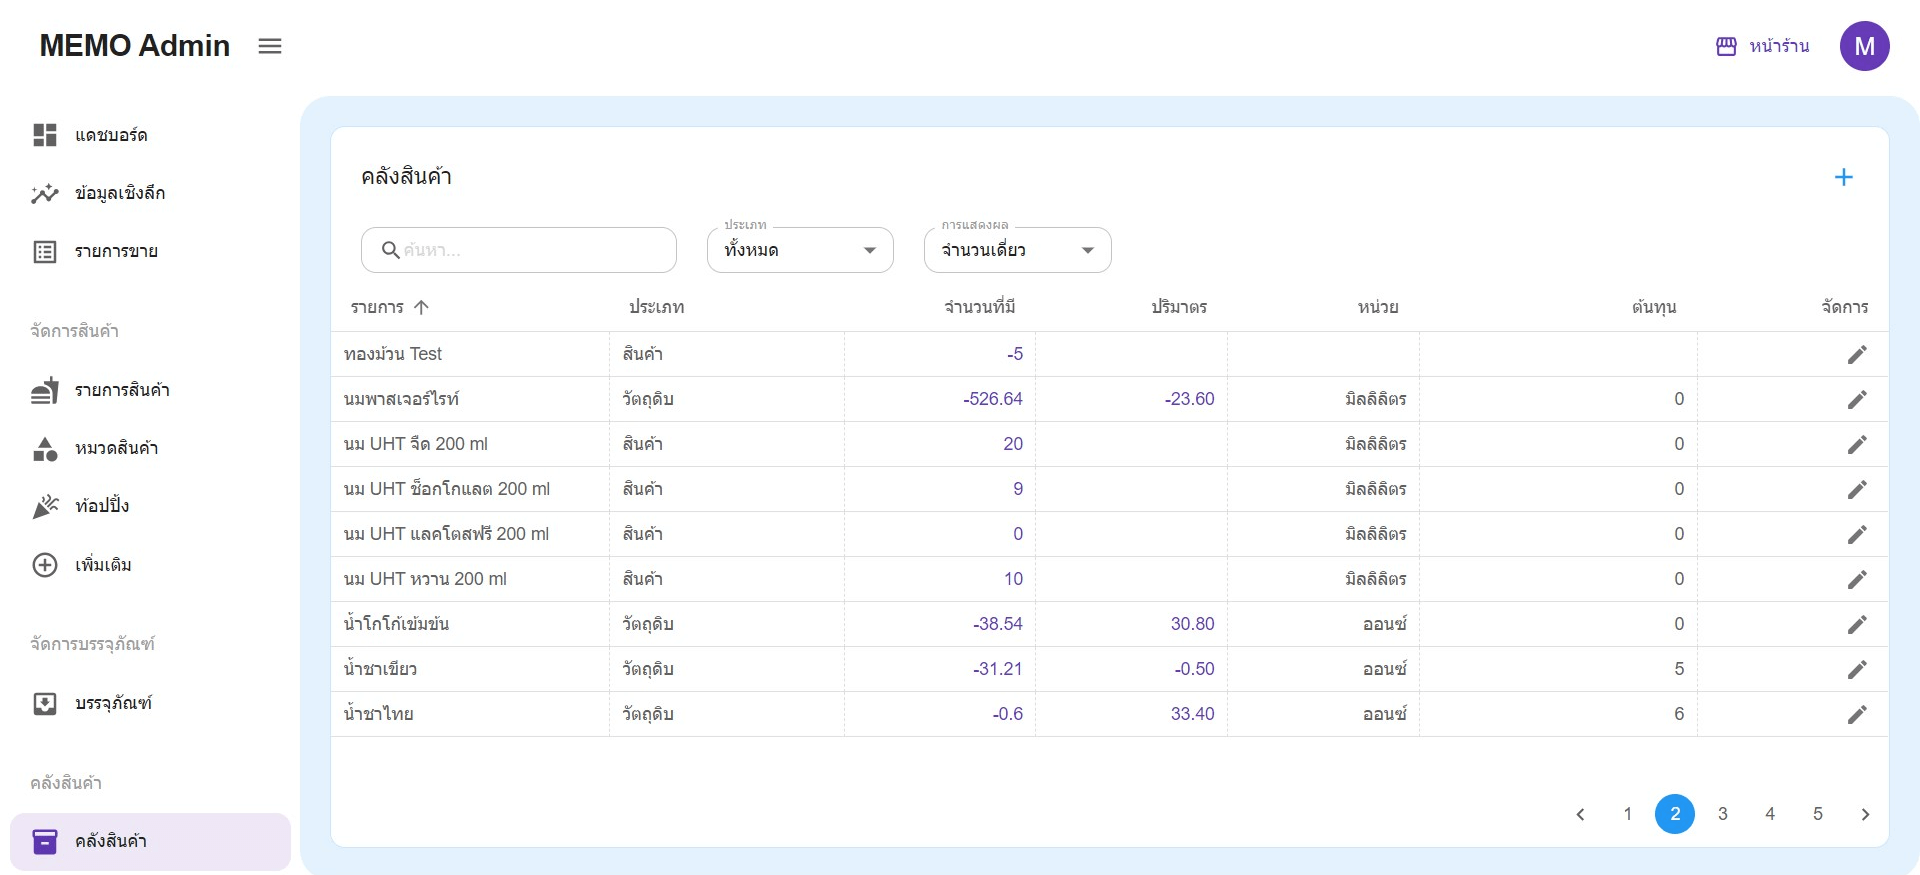 MEMO Admin
หน้าร้าน
M
แดชบอร์ด
ข้อมูลเชิงลึก
รายการขาย
จัดการสินค้า
รายการสินค้า
หมวดสินค้า
ท้อปปิ้ง
เพิ่มเติม
จัดการบรรจุภัณฑ์
บรรจุภัณฑ์
คลังสินค้า
คลังสินค้า
คลังสินค้า
ค้นหา...
ประเภท
ทั้งหมด
การแสดงผล
จำนวนเดี่ยว
รายการ ประเภท จำนวนที่มี ปริมาตร หน่วย ต้นทุน จัดการ
ทองม้วน Test สินค้า -5
นมพาสเจอร์ไรท์ วัตถุดิบ -526.64 -23.60 มิลลิลิตร 0
นม UHT จืด 200 ml สินค้า 20 มิลลิลิตร 0
นม UHT ช็อกโกแลต 200 ml สินค้า 9 มิลลิลิตร 0
นม UHT แลคโตสฟรี 200 ml สินค้า 0 มิลลิลิตร 0
นม UHT หวาน 200 ml สินค้า 10 มิลลิลิตร 0
น้ำโกโก้เข้มข้น วัตถุดิบ -38.54 30.80 ออนซ์ 0
น้ำชาเขียว วัตถุดิบ -31.21 -0.50 ออนซ์ 5
น้ำชาไทย วัตถุดิบ -0.6 33.40 ออนซ์ 6
1 2 3 4 5